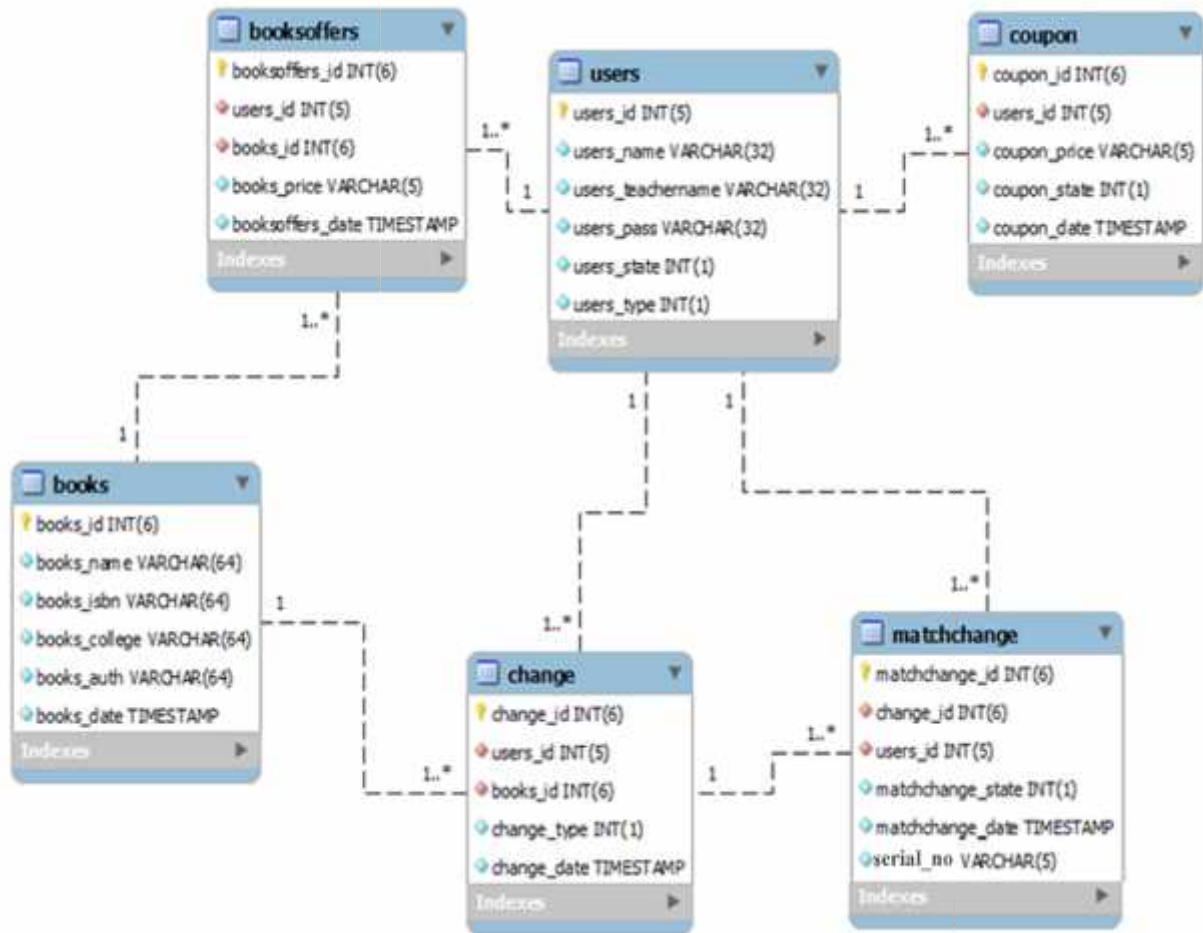 booksoffers
booksoffers_id INT(6)
users_id INT(5)
books_id INT(6)
books_price VARCHAR(5)
booksoffers_date TIMESTAMP
Indexes
1..*
1
users
users_id INT(5)
users_name VARCHAR(32)
users_teachername VARCHAR(32)
users_pass VARCHAR(32)
users_state INT(1)
users_type INT(1)
Indexes
1
1..*
coupon
coupon_id INT(6)
users_id INT(5)
coupon_price VARCHAR(5)
coupon_state INT(1)
coupon_date TIMESTAMP
Indexes
1..*
1
1
1
books
books_id INT(6)
books_name VARCHAR(64)
books_isbn VARCHAR(64)
books_college VARCHAR(64)
books_auth VARCHAR(64)
books_date TIMESTAMP
Indexes
1
1..*
1..*
1..*
change
change_id INT(6)
users_id INT(5)
books_id INT(6)
change_type INT(1)
change_date TIMESTAMP
Indexes
1
1..*
matchchange
matchchange_id INT(6)
change_id INT(6)
users_id INT(5)
matchchange_state INT(1)
matchchange_date TIMESTAMP
serial_no VARCHAR(5)
Indexes